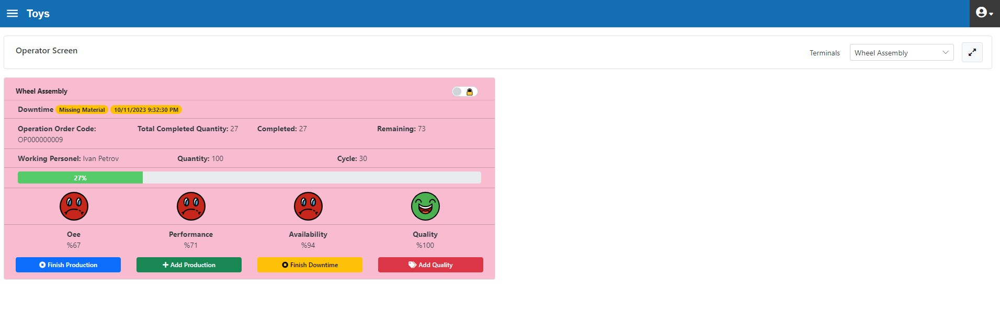 Toys
Operator Screen
Terminals Wheel Assembly
Wheel Assembly
Downtime Missing Material 10/11/2023 9:32:30 PM
Operation Order Code: Total Completed Quantity: 27 Completed: 27 Remaining: 73
OP000000009
Working Personel: Ivan Petrov Quantity: 100 Cycle: 30
27%
Oee Performance Availability Quality
%67 %71 %94 %100
Finish Production Add Production Finish Downtime Add Quality